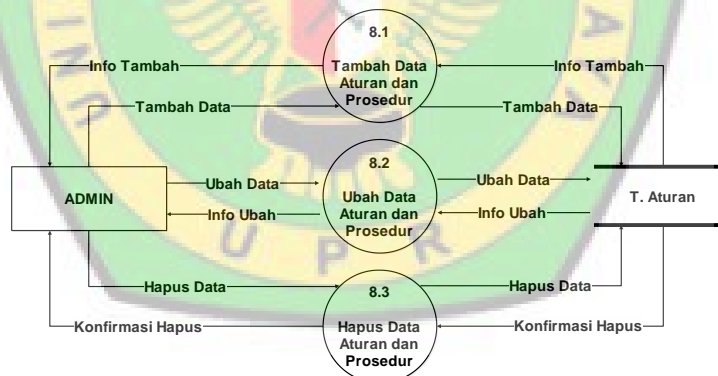 8.1
Info Tambah
Tambah Data
Aturan dan
Prosedur
Info Tambah
Tambah Data
Tambah Data
8.2
ADMIN
Ubah Data
Ubah Data
Aturan dan
Prosedur
Ubah Data
T. Aturan
Info Ubah
Info Ubah
U P R
8.3
Hapus Data
Hapus Data
Konfirmasi Hapus
Hapus Data
Aturan dan
Prosedur
Konfirmasi Hapus